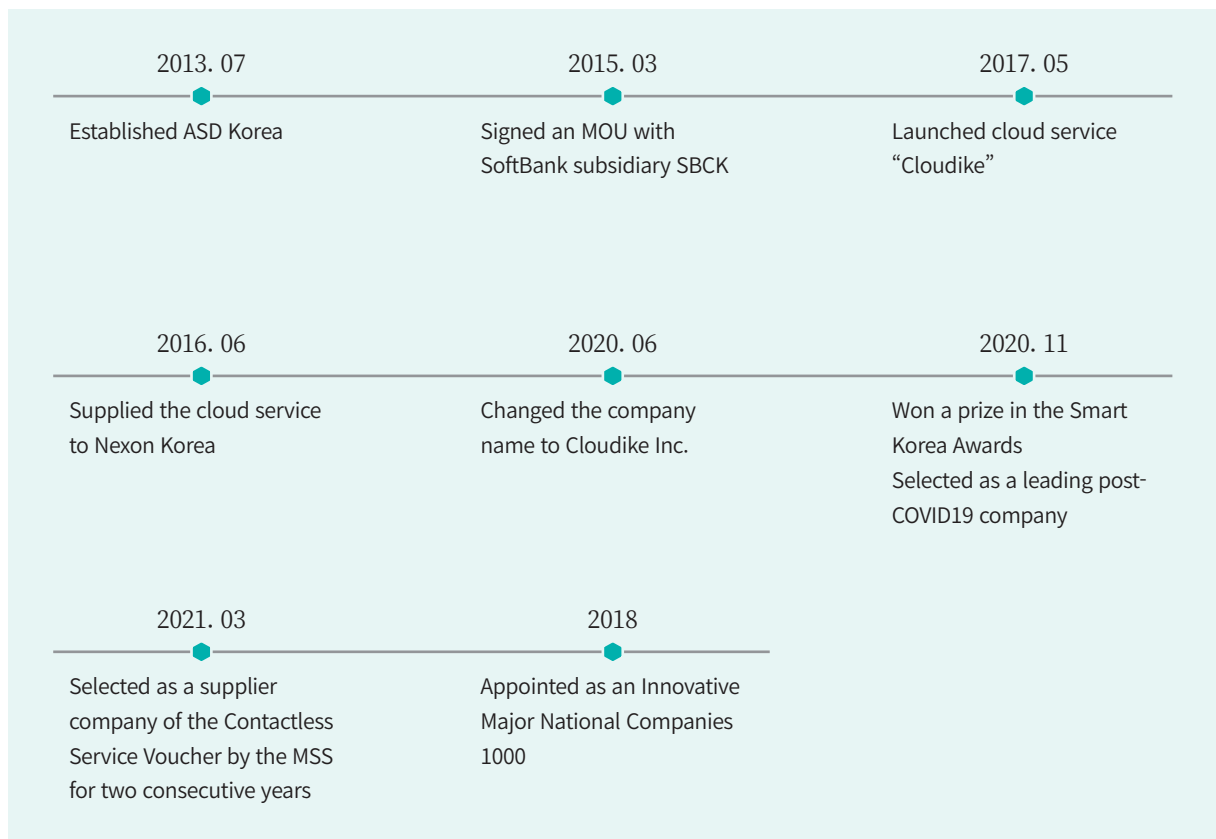 2013. 07
Established ASD Korea
2015. 03
Signed an MOU with
SoftBank subsidiary SBCK
2017. 05
Launched cloud service
“Cloudike”
2016. 06
Supplied the cloud service
to Nexon Korea
2020. 06
Changed the company
name to Cloudike Inc.
2020. 11
Won a prize in the Smart
Korea Awards
Selected as a leading post-
COVID19 company
2021. 03
Selected as a supplier
company of the Contactless
Service Voucher by the MSS
for two consecutive years
2018
Appointed as an Innovative
Major National Companies
1000